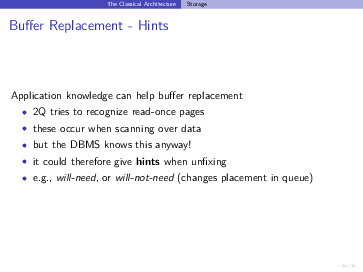 The Classical Architecture Storage
Buffer Replacement - Hints
Application knowledge can help buffer replacement
• 2Q tries to recognize read-once pages
• these occur when scanning over data
• but the DBMS knows this anyway!
• it could therefore give hints when unfixing
• e.g., will-need, or will-not-need (changes placement in queue)